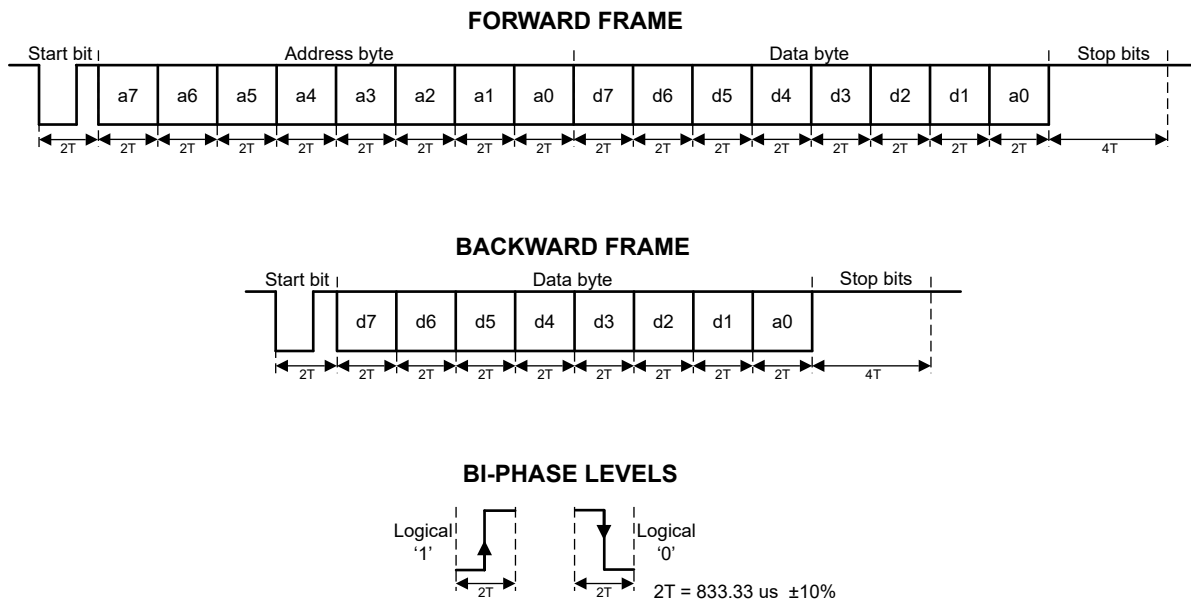 FORWARD FRAME
Start bit Address byte Data byte Stop bits
a7 a6 a5 a4 a3 a2 a1 a0 d7 d6 d5 d4 d3 d2 d1 a0
2T 2T 2T 2T 2T 2T 2T 2T 2T 2T 2T 2T 2T 2T 2T 2T 2T 4T
BACKWARD FRAME
Start bit Data byte Stop bits
d7 d6 d5 d4 d3 d2 d1 a0
2T 2T 2T 2T 2T 2T 2T 2T 2T 4T
BI-PHASE LEVELS
Logical Logical
‘1’ ‘0’
2T 2T 2T = 833.33 us ±10%